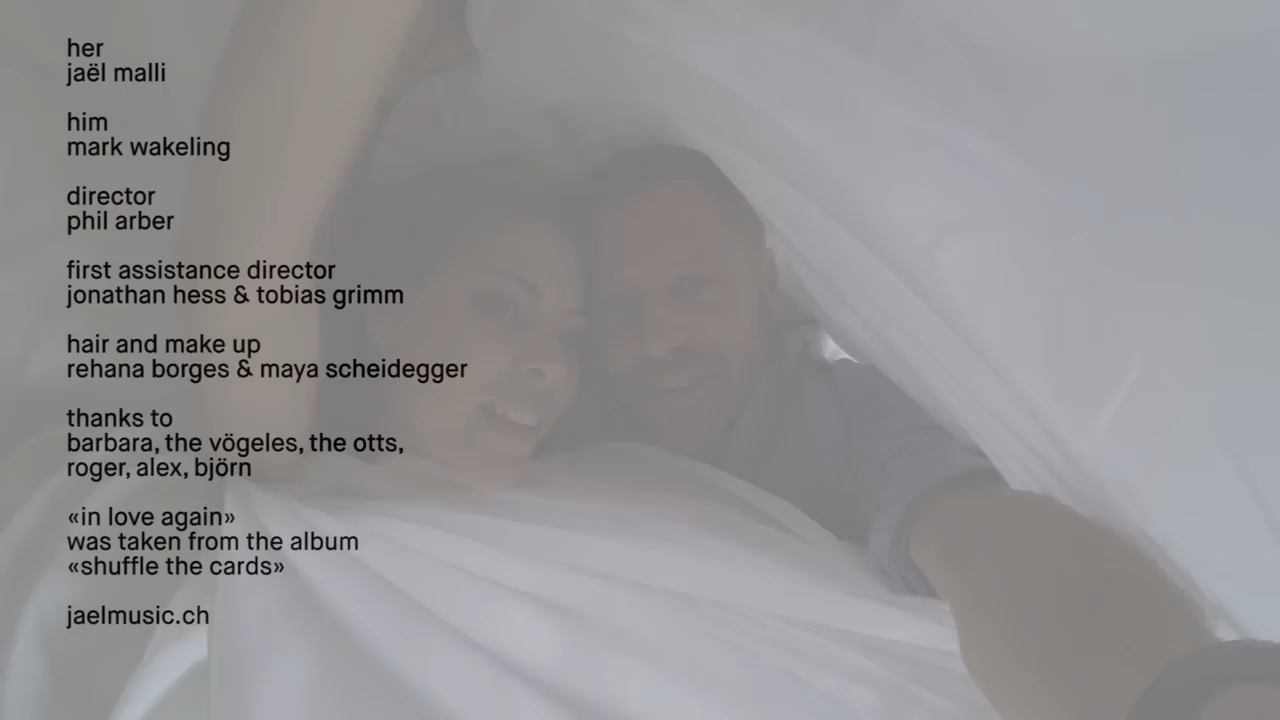 her
jaël malli
him
mark wakeling
director
phil arber
first assistance director
jonathan hess & tobias grimm
hair and make up
rehana borges & maya scheidegger
thanks to
barbara, the vögeles, the otts,
roger, alex, björn
«in love again»
was taken from the album
«shuffle the cards»
jaelmusic.ch